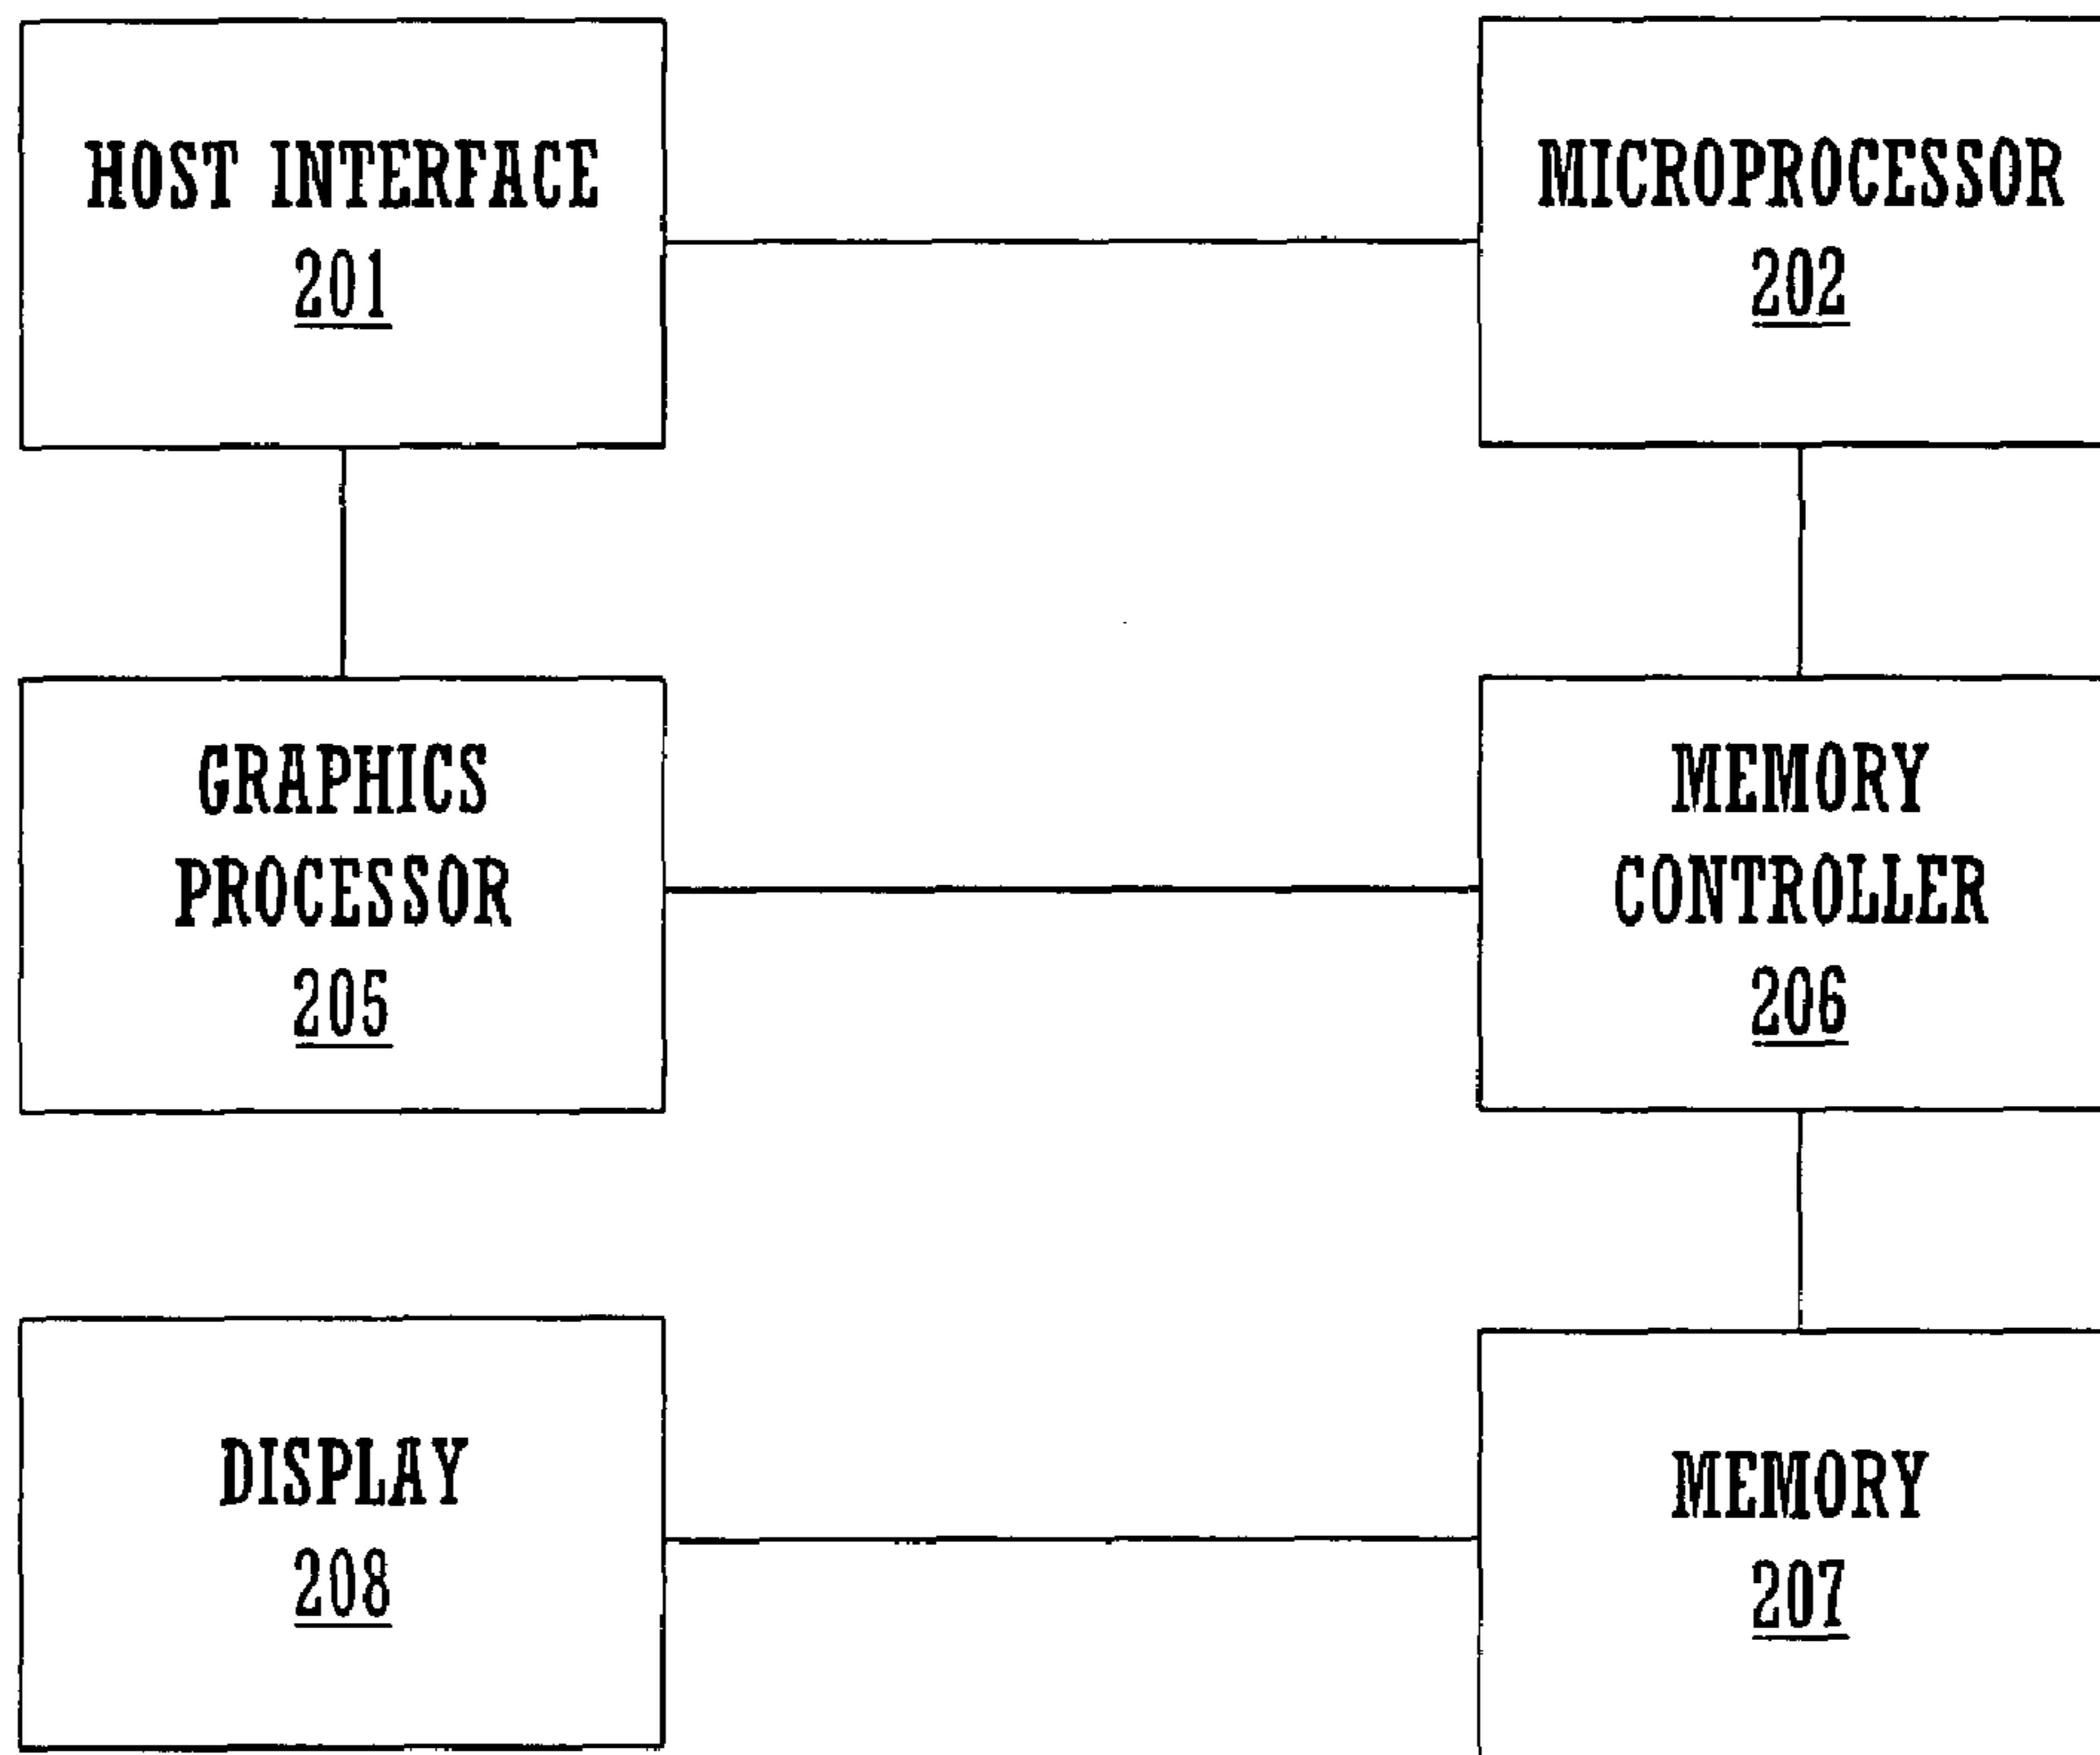 HOST INTERFACE
201
MICROPROCESSOR
202
GRAPHICS
PROCESSOR
205
MEMORY
CONTROLLER
206
DISPLAY
208
MEMORY
207